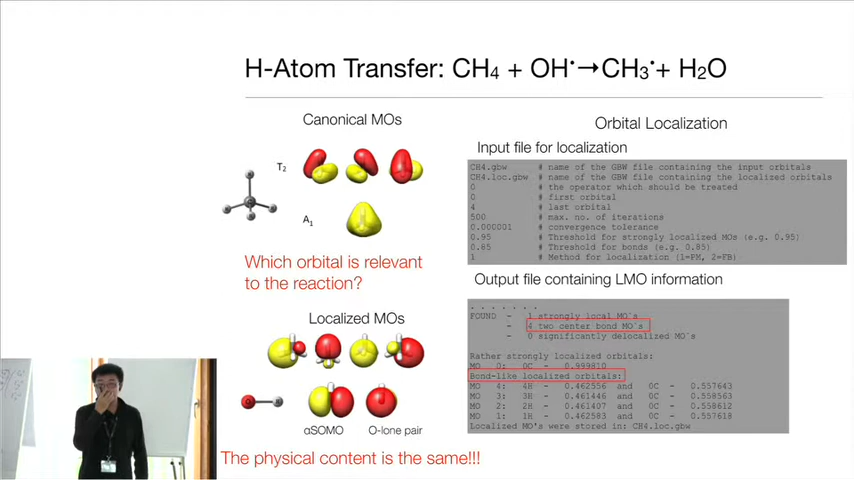 H-Atom Transfer: CH₄ + OH•→CH₃•+ H₂O
Canonical MOs
T₂
A₁
Which orbital is relevant
to the reaction?
Localized MOs
αSOMO O-lone pair
The physical content is the same!!!
Orbital Localization
Input file for localization
CH4.gbw # name of the GBW file containing the input orbitals
CH4.loc.gbw # name of the GBW file containing the localized orbitals
0 # the operator which should be treated
0 # first orbital
4 # last orbital
500 # max. no. of iterations
0.000001 # convergence tolerance
0.95 # Threshold for strongly localized MOs (e.g. 0.95)
0.85 # Threshold for bonds (e.g. 0.85)
1 # Method for localization (1=PM, 2=FB)
Output file containing LMO information
. . . . . . .
FOUND - 1 strongly local MO`s
- 4 two center bond MO`s
- 0 significantly delocalized MO`s
Rather strongly localized orbitals:
MO 0: 0C - 0.999810
Bond-like localized orbitals:
MO 4: 4H - 0.462556 and 0C - 0.557643
MO 3: 3H - 0.461446 and 0C - 0.558563
MO 2: 2H - 0.461407 and 0C - 0.558612
MO 1: 1H - 0.462583 and 0C - 0.557618
Localized MO's were stored in: CH4.loc.gbw